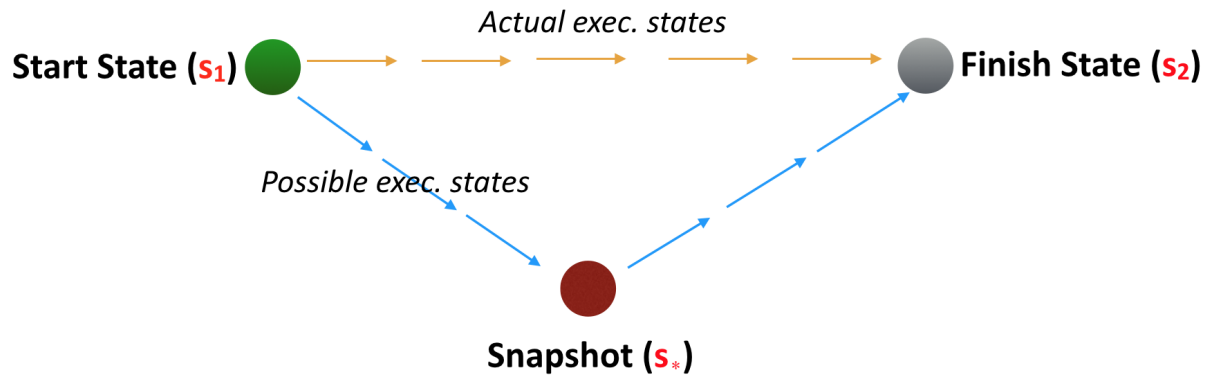 Actual exec. states
Start State (s₁)
Finish State (s₂)
Possible exec. states
Snapshot (s*)